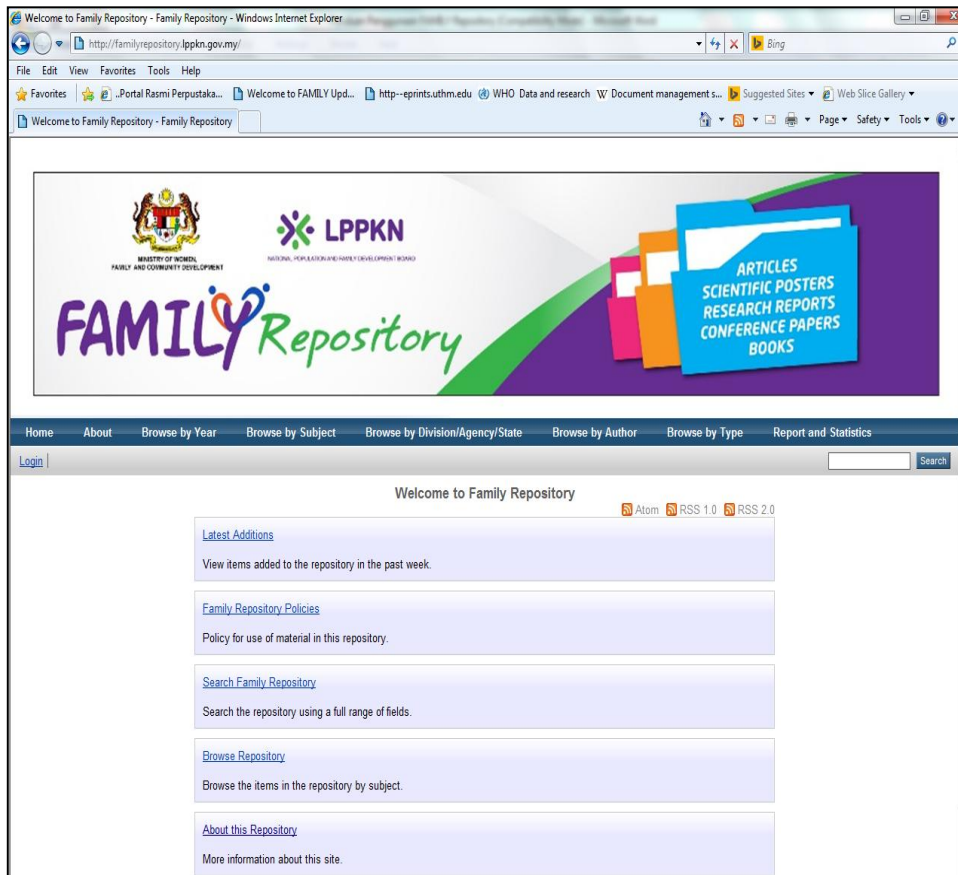 Welcome to Family Repository - Family Repository - Windows Internet Explorer
http://familyrepository.lppkn.gov.my/
Bing
File Edit View Favorites Tools Help
Favorites ..Portal Rasmi Perpustaka... Welcome to FAMILY Upd... http--eprints.uthm.edu WHO Data and research W Document management s... Suggested Sites Web Slice Gallery
Welcome to Family Repository - Family Repository
Page Safety Tools
MINISTRY OF WOMEN,
FAMILY AND COMMUNITY DEVELOPMENT
LPPKN
NATIONAL POPULATION AND FAMILY DEVELOPMENT BOARD
FAMILY Repository
ARTICLES
SCIENTIFIC POSTERS
RESEARCH REPORTS
CONFERENCE PAPERS
BOOKS
Home About Browse by Year Browse by Subject Browse by Division/Agency/State Browse by Author Browse by Type Report and Statistics
Login
Search
Welcome to Family Repository
Atom RSS 1.0 RSS 2.0
Latest Additions
View items added to the repository in the past week.
Family Repository Policies
Policy for use of material in this repository.
Search Family Repository
Search the repository using a full range of fields.
Browse Repository
Browse the items in the repository by subject.
About this Repository
More information about this site.